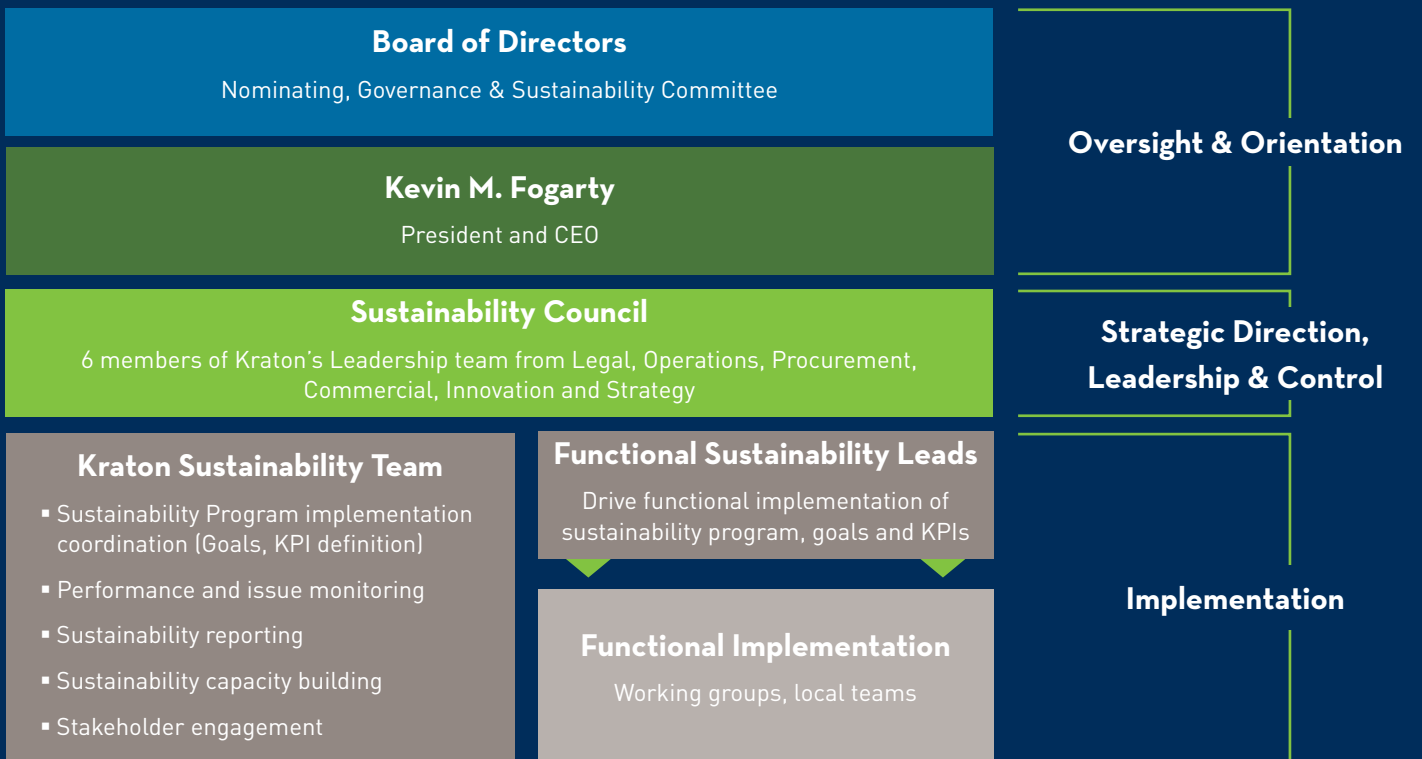 Board of Directors
Nominating, Governance & Sustainability Committee
Kevin M. Fogarty
President and CEO
Oversight & Orientation
Sustainability Council
6 members of Kraton’s Leadership team from Legal, Operations, Procurement,
Commercial, Innovation and Strategy
Strategic Direction,
Leadership & Control
Kraton Sustainability Team
▪ Sustainability Program implementation
coordination (Goals, KPI definition)
▪ Performance and issue monitoring
▪ Sustainability reporting
▪ Sustainability capacity building
▪ Stakeholder engagement
Functional Sustainability Leads
Drive functional implementation of
sustainability program, goals and KPIs
Functional Implementation
Working groups, local teams
Implementation